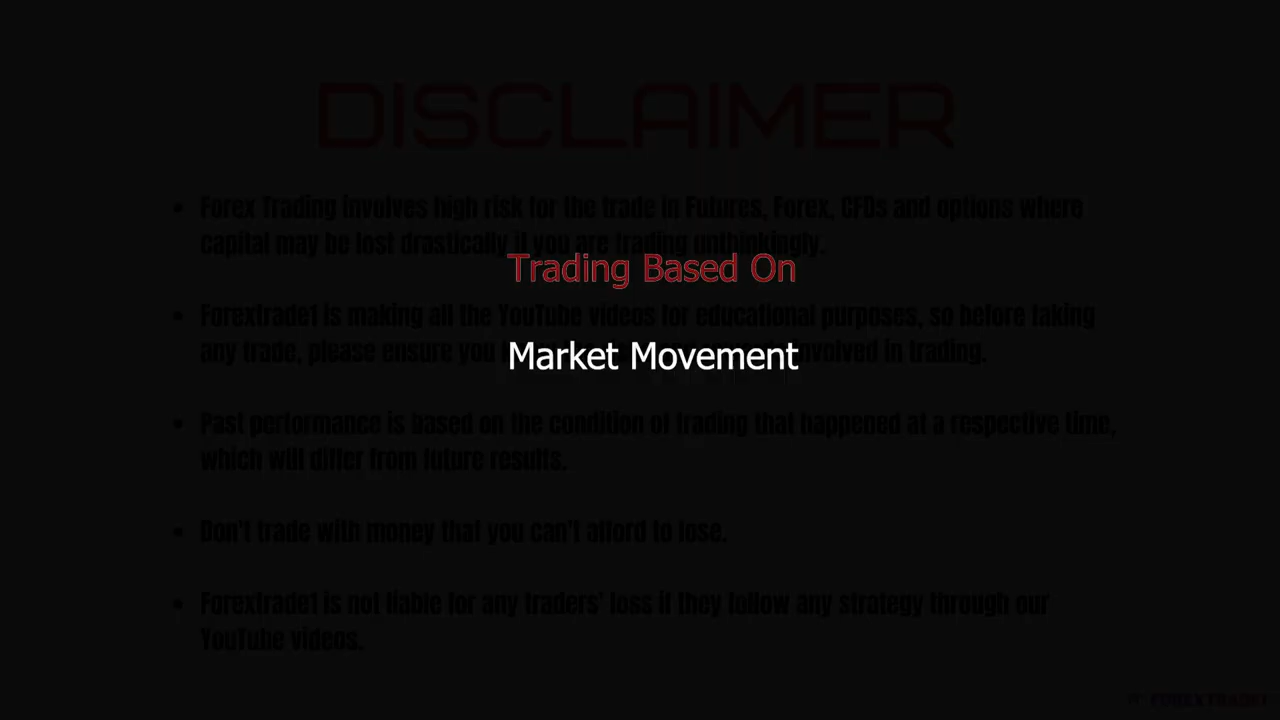 DISCLAIMER
• Forex Trading involves high risk for the trade in Futures, Forex, CFDs and options where
capital may be lost drastically if you are trading unthinkingly.
Trading Based On
• Forextrade1 is making all the YouTube videos for educational purposes, so before taking
any trade, please ensure you involved in trading.
Market Movement
• Past performance is based on the condition of trading that happened at a respective time,
which will differ from future results.
• Don't trade with money that you can't afford to lose.
• Forextrade1 is not liable for any traders' loss if they follow any strategy through our
YouTube videos.
FOREXTRADE1